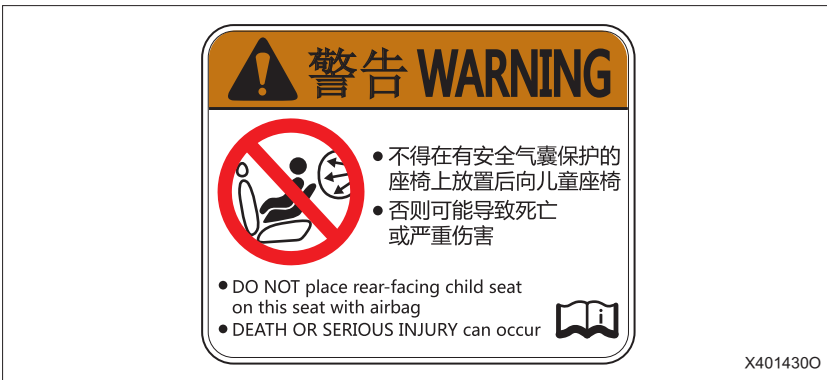 警告 WARNING
● 不得在有安全气囊保护的
座椅上放置后向儿童座椅
● 否则可能导致死亡
或严重伤害
● DO NOT place rear-facing child seat
on this seat with airbag
● DEATH OR SERIOUS INJURY can occur
i
X401430O